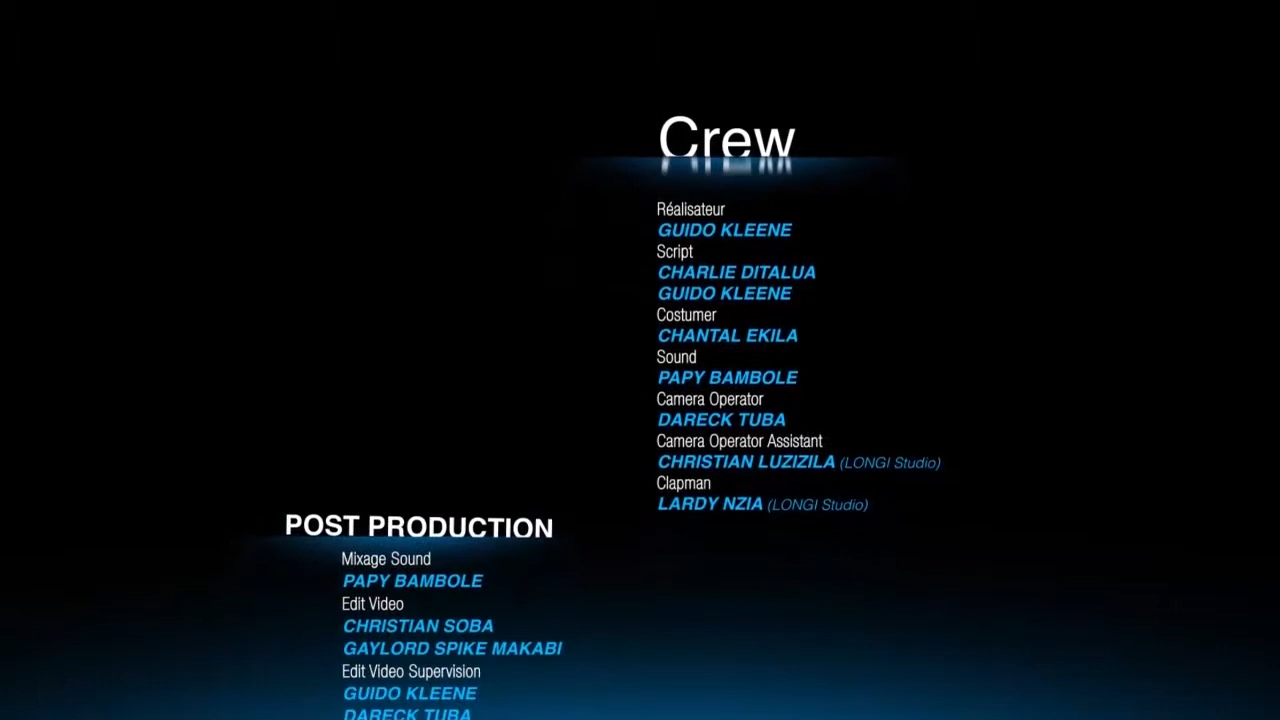 Crew
Réalisateur
GUIDO KLEENE
Script
CHARLIE DITALUA
GUIDO KLEENE
Costumer
CHANTAL EKILA
Sound
PAPY BAMBOLE
Camera Operator
DARECK TUBA
Camera Operator Assistant
CHRISTIAN LUZIZILA (LONGI Studio)
Clapman
LARDY NZIA (LONGI Studio)
POST PRODUCTION
Mixage Sound
PAPY BAMBOLE
Edit Video
CHRISTIAN SOBA
GAYLORD SPIKE MAKABI
Edit Video Supervision
GUIDO KLEENE
DARECK TUBA